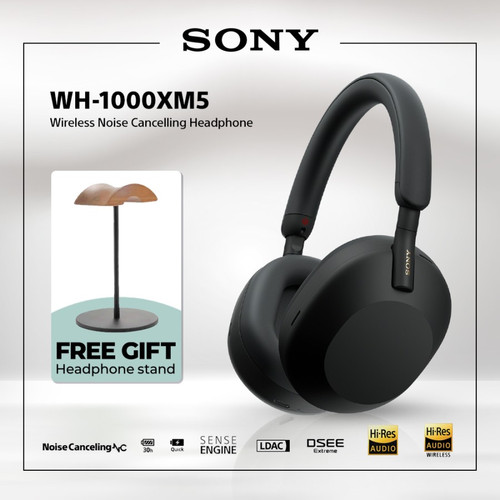 SONY
WH-1000XM5
Wireless Noise Cancelling Headphone
SONY
FREE GIFT
Headphone stand
Noise Canceling NC
30h
Quick
SENSE
ENGINE
LDAC
DSEE
Extreme
Hi-Res
AUDIO
Hi-Res
AUDIO
WIRELESS